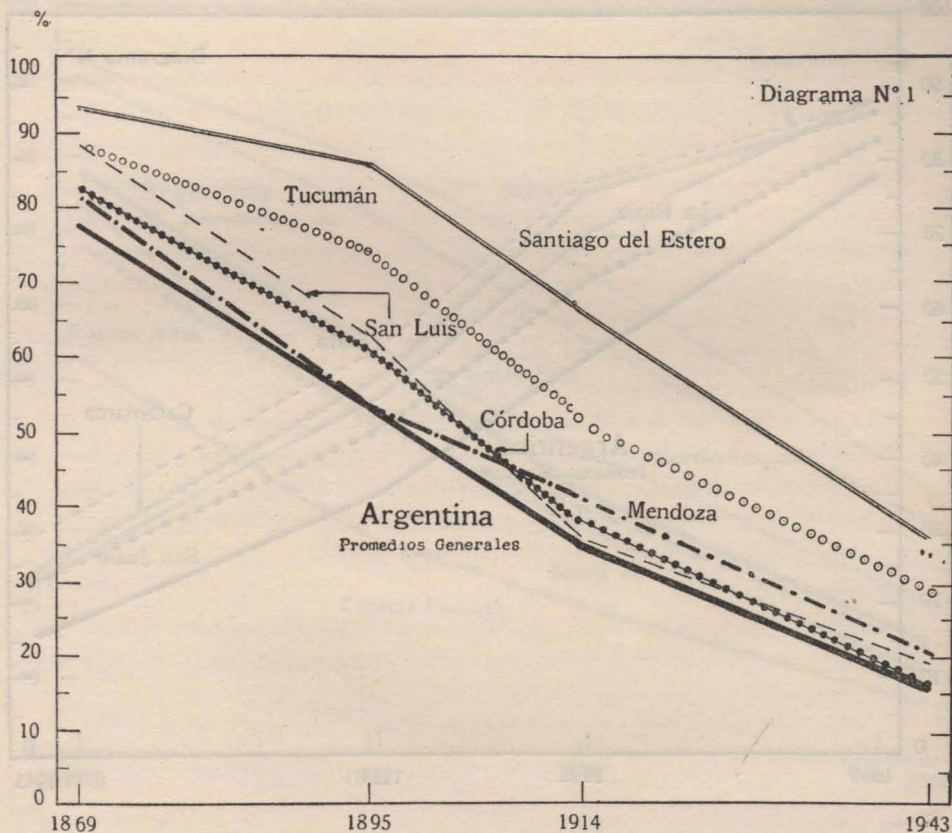 %
100
Diagrama N° 1
90
Tucumán
80
Santiago del Estero
70
San Luis
60
50
Córdoba
40
Argentina
Mendoza
Promedios Generales
30
20
10
0
1869
1895
1914
1943